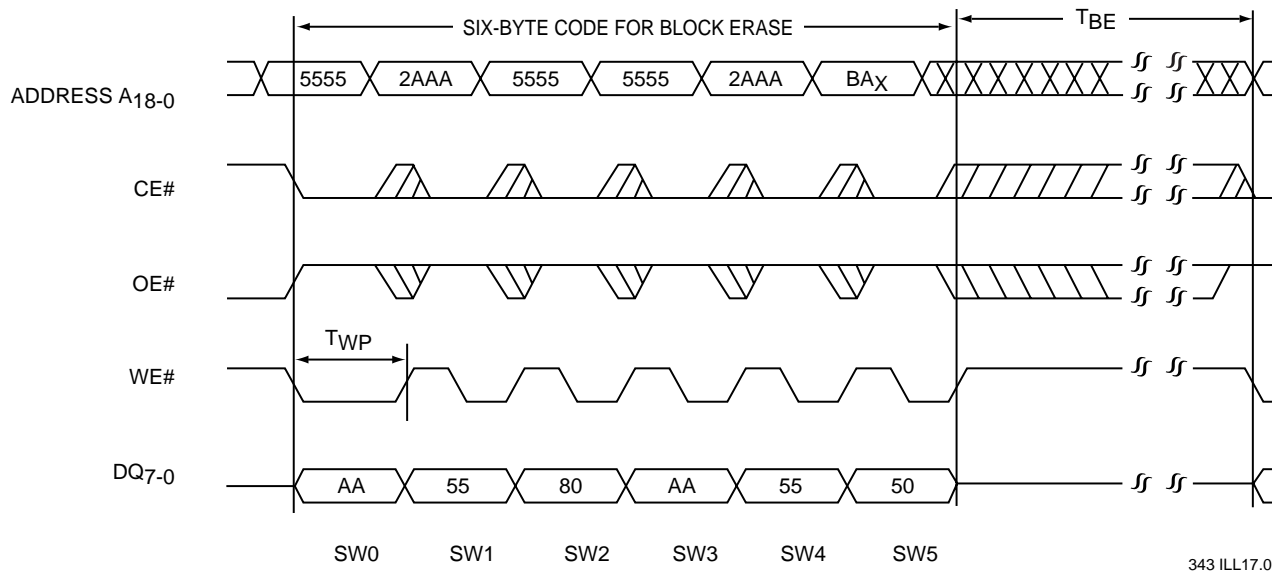 SIX-BYTE CODE FOR BLOCK ERASE
TBE
ADDRESS A18-0
5555 2AAA 5555 5555 2AAA BAX
CE#
OE#
TWP
WE#
DQ7-0
AA 55 80 AA 55 50
SW0 SW1 SW2 SW3 SW4 SW5
343 ILL17.0